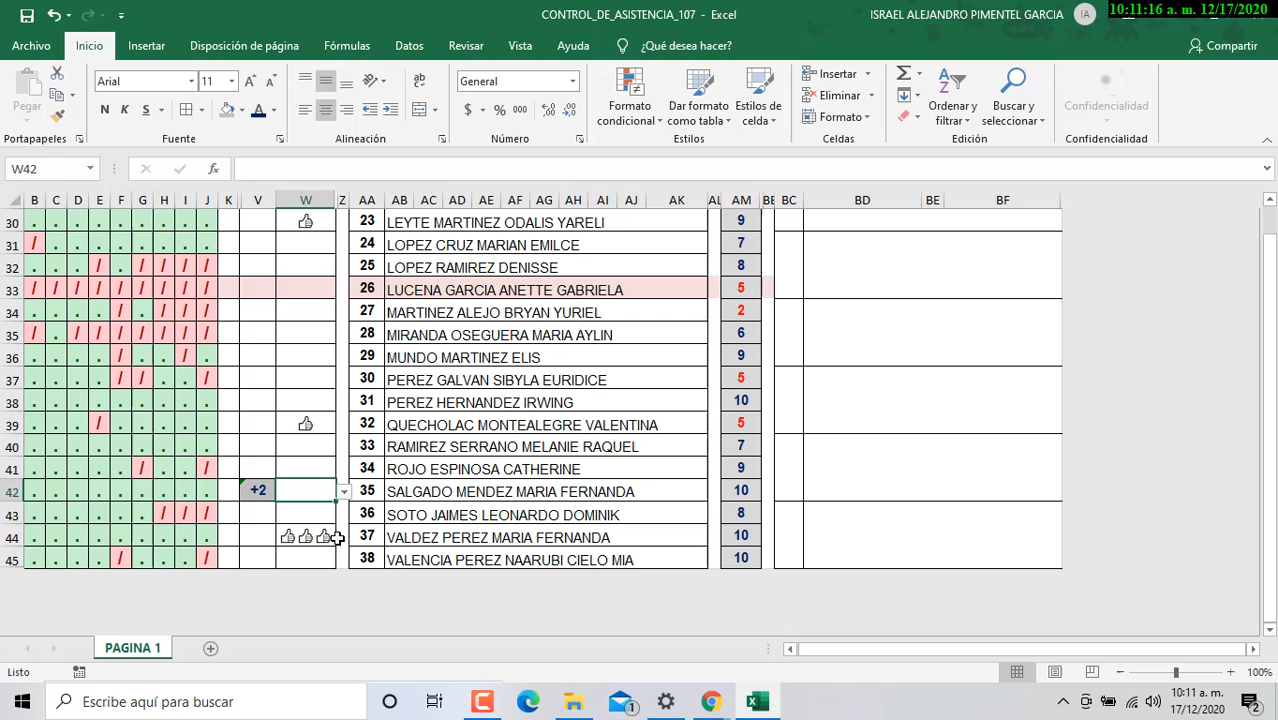 CONTROL_DE_ASISTENCIA_107 - Excel
ISRAEL ALEJANDRO PIMENTEL GARCIA
IA
10:11:16 a. m. 12/17/2020
Archivo Inicio Insertar Disposición de página Fórmulas Datos Revisar Vista Ayuda ¿Qué desea hacer? Compartir
Pegar
Arial 11
N K S
General
$ % 000
Formato condicional
Dar formato como tabla
Estilos de celda
Insertar
Eliminar
Formato
Ordenar y filtrar
Buscar y seleccionar
Confidencialidad
Portapapeles Fuente Alineación Número Estilos Celdas Edición Confidencialidad
W42 fx
B C D E F G H I J K V W Z AA AB AC AD AE AF AG AH AI AJ AK AL AM BE BC BD BE BF
30 . . . . . . . . . 23 LEYTE MARTINEZ ODALIS YARELI 9
31 / . . . . . . . . 24 LOPEZ CRUZ MARIAN EMILCE 7
32 . . . / . / / / / 25 LOPEZ RAMIREZ DENISSE 8
33 / / / / / / / / / 26 LUCENA GARCIA ANETTE GABRIELA 5
34 . . . . / . / / / 27 MARTINEZ ALEJO BRYAN YURIEL 2
35 / . / / / / / / / 28 MIRANDA OSEGUERA MARIA AYLIN 6
36 . . . . / . . / . 29 MUNDO MARTINEZ ELIS 9
37 . . . . / / . . / 30 PEREZ GALVAN SIBYLA EURIDICE 5
38 . . . . . . . . . 31 PEREZ HERNANDEZ IRWING 10
39 . . . / . . . . . 32 QUECHOLAC MONTEALEGRE VALENTINA 5
40 . . . . . . . . . 33 RAMIREZ SERRANO MELANIE RAQUEL 7
41 . . . . . / . . / 34 ROJO ESPINOSA CATHERINE 9
42 . . . . . . . . . +2 35 SALGADO MENDEZ MARIA FERNANDA 10
43 . . . . . . / / / 36 SOTO JAIMES LEONARDO DOMINIK 8
44 . . . . . . . . . 37 VALDEZ PEREZ MARIA FERNANDA 10
45 . . . . / . . . / 38 VALENCIA PEREZ NAARUBI CIELO MIA 10
PAGINA 1
Listo
100%
Escribe aquí para buscar
1
10:11 a. m.
17/12/2020
2